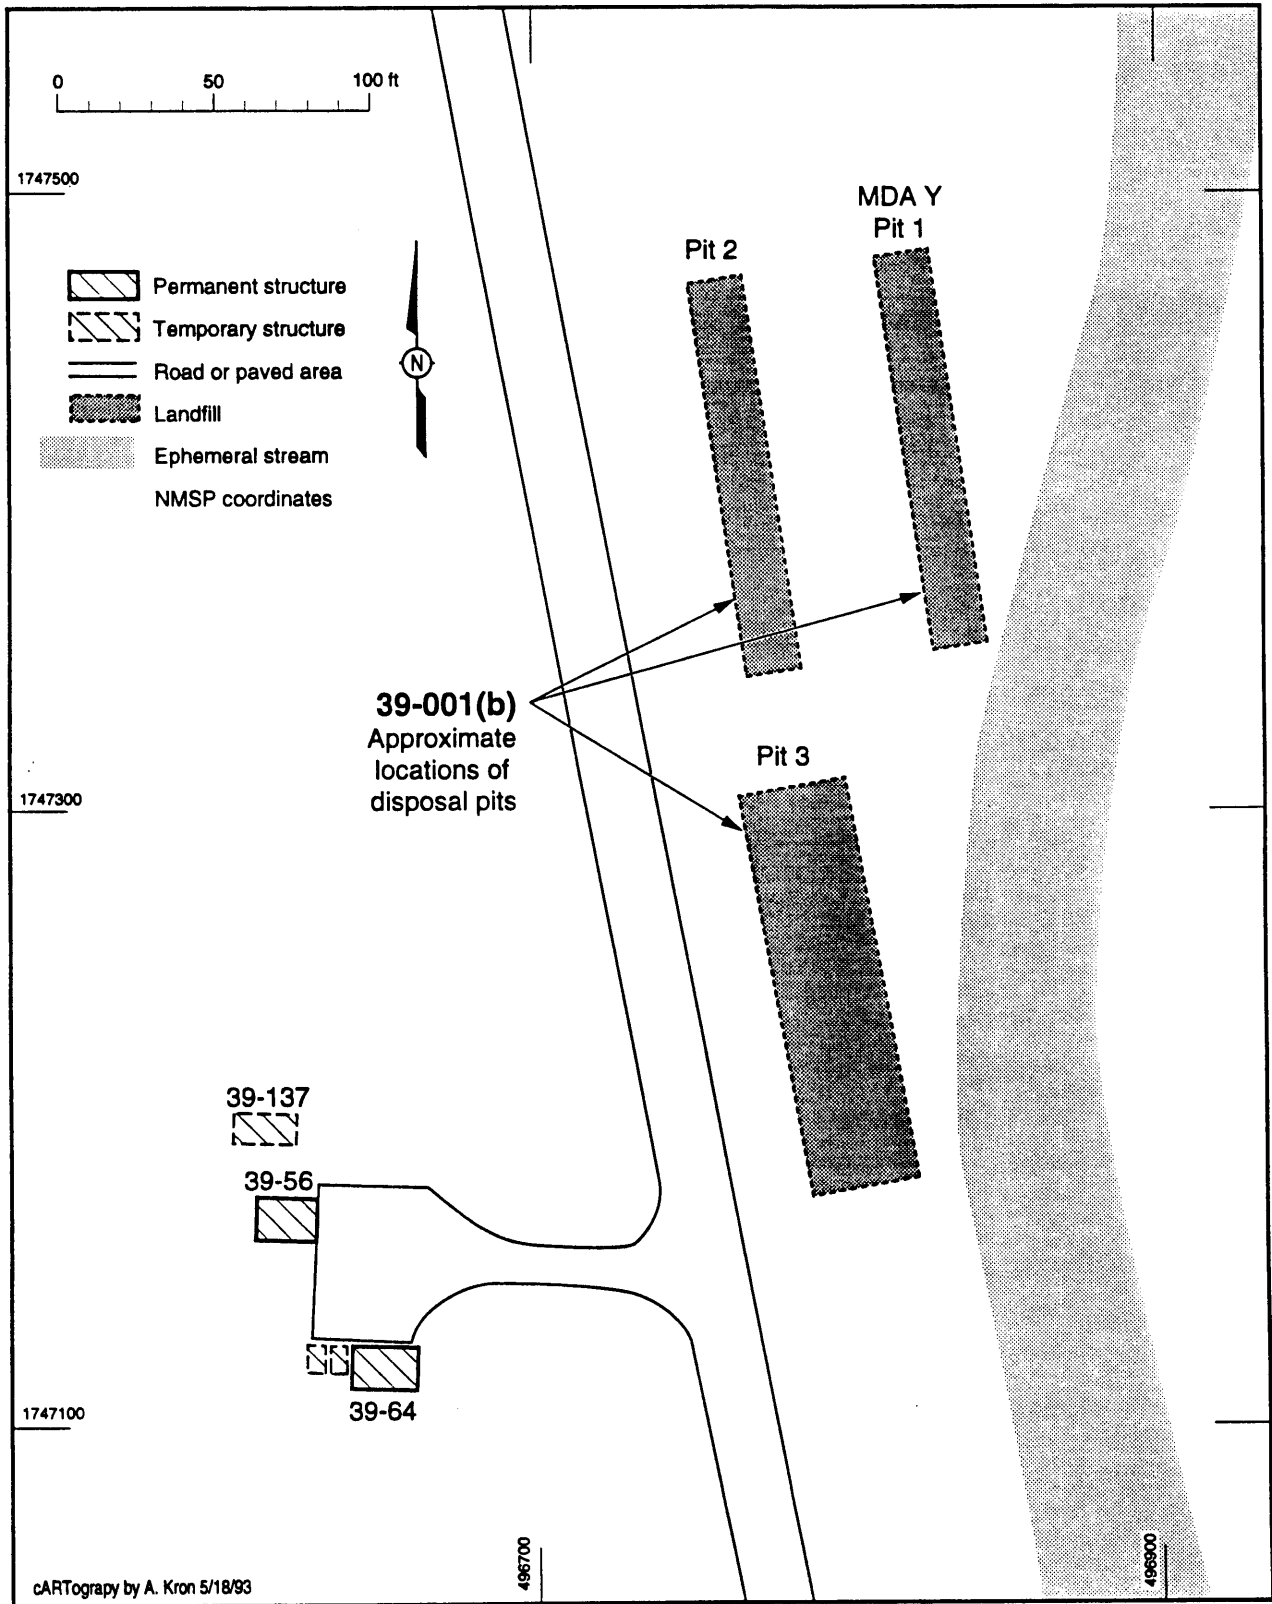 0 50 100 ft
1747500
MDA Y
Pit 1
Pit 2
Permanent structure
Temporary structure
Road or paved area
Landfill
Ephemeral stream
NMSP coordinates
N
39-001(b)
Approximate
locations of
disposal pits
Pit 3
1747300
39-137
39-56
39-64
1747100
496700
496900
cARTograpy by A. Kron 5/18/93